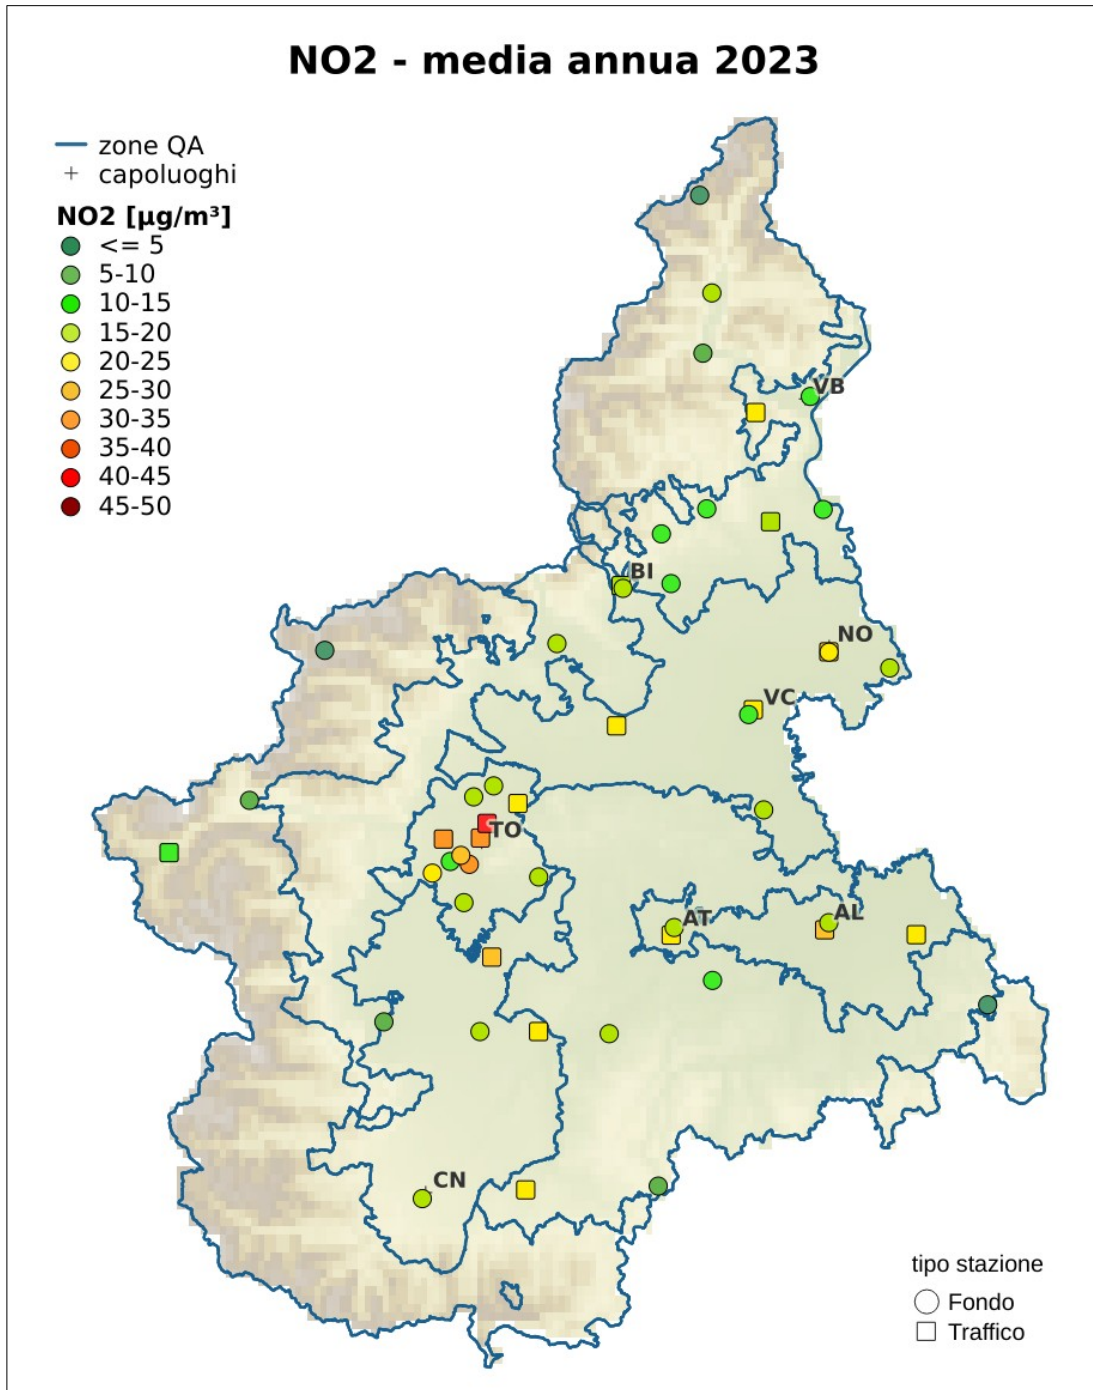 NO2 - media annua 2023
zone QA
capoluoghi
NO2 [µg/m³]
<= 5
5-10
10-15
15-20
20-25
25-30
30-35
35-40
40-45
45-50
VB
BI
NO
VC
TO
AT
AL
CN
tipo stazione
Fondo
Traffico